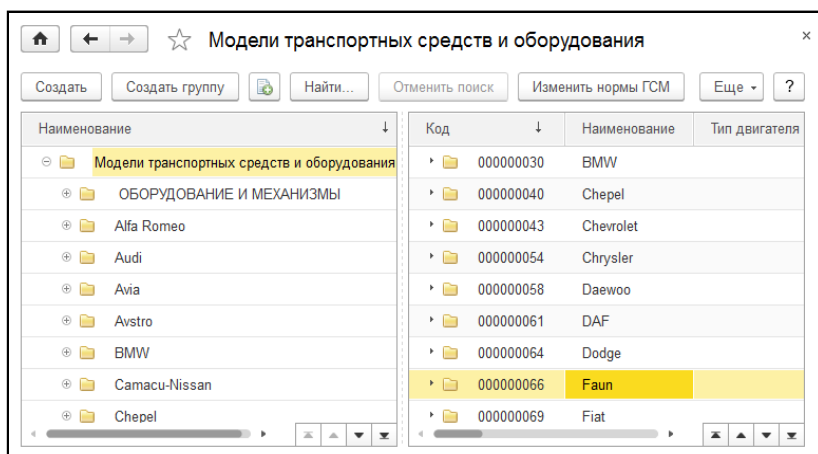 Модели транспортных средств и оборудования
Создать Создать группу Найти... Отменить поиск Изменить нормы ГСМ Еще ?
Наименование Код Наименование Тип двигателя
Модели транспортных средств и оборудования 000000030 BMW
ОБОРУДОВАНИЕ И МЕХАНИЗМЫ 000000040 Chepel
Alfa Romeo 000000043 Chevrolet
Audi 000000054 Chrysler
Avia 000000058 Daewoo
Avstro 000000061 DAF
BMW 000000064 Dodge
Camacu-Nissan 000000066 Faun
Chepel 000000069 Fiat